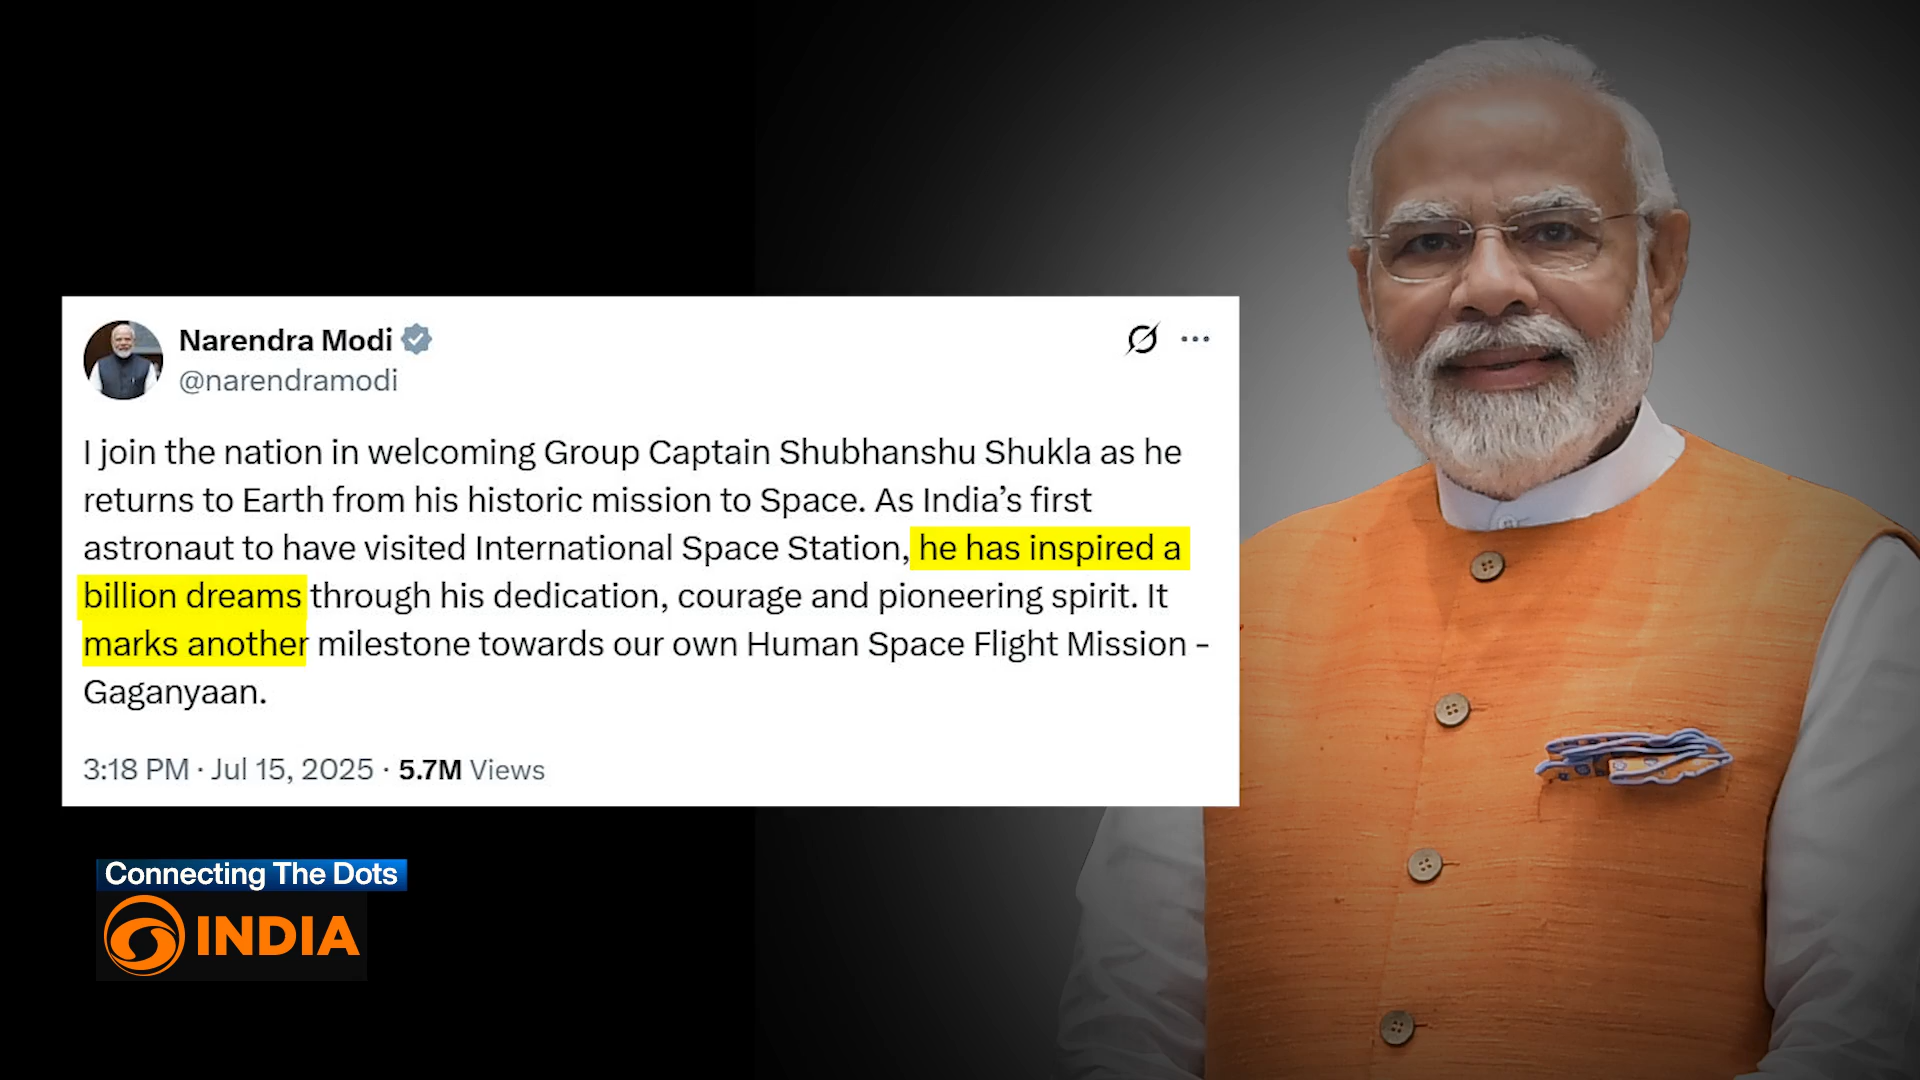 Narendra Modi
@narendramodi
I join the nation in welcoming Group Captain Shubhanshu Shukla as he
returns to Earth from his historic mission to Space. As India’s first
astronaut to have visited International Space Station, he has inspired a
billion dreams through his dedication, courage and pioneering spirit. It
marks another milestone towards our own Human Space Flight Mission -
Gaganyaan.
3:18 PM · Jul 15, 2025 · 5.7M Views
Connecting The Dots
INDIA